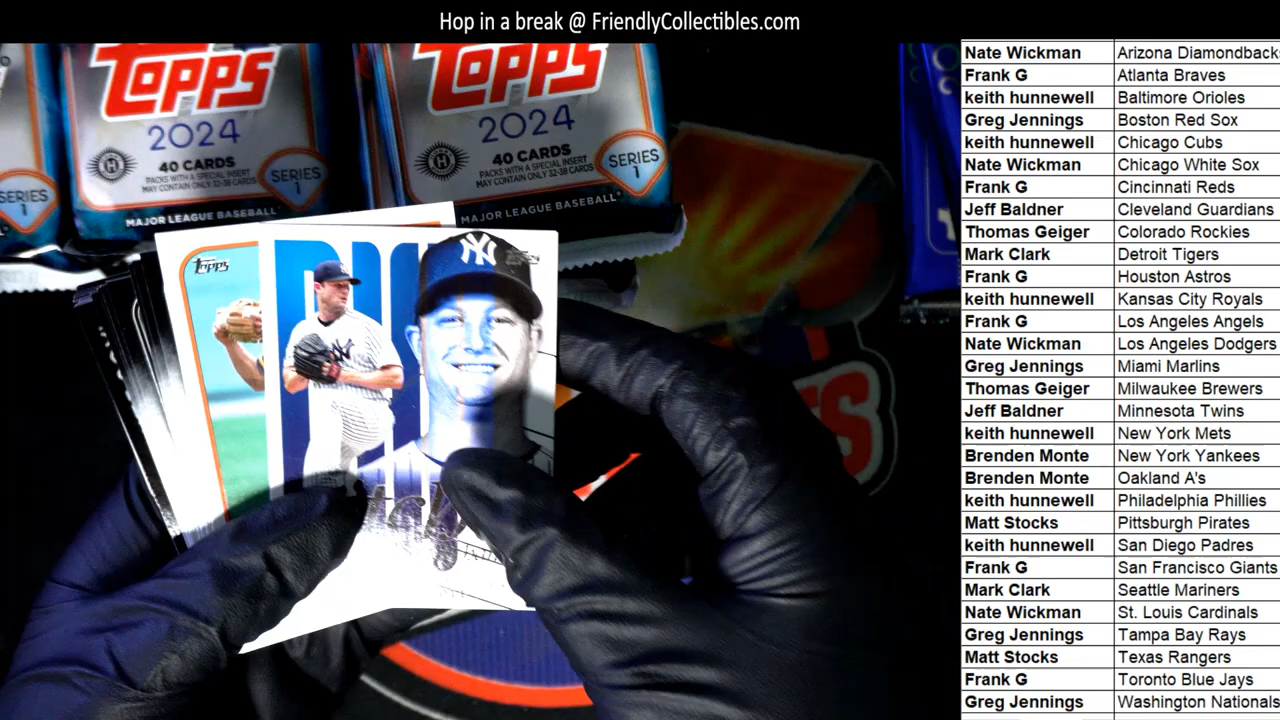 Hop in a break @ FriendlyCollectibles.com
TOPPS
2024
40 CARDS
PACKS WITH A SPECIAL INSERT
MAY CONTAIN ONLY 32-38 CARDS
SERIES
1
MAJOR LEAGUE BASEBALL
TOPPS
2024
40 CARDS
PACKS WITH A SPECIAL INSERT
MAY CONTAIN ONLY 32-38 CARDS
SERIES
1
MAJOR LEAGUE BASEBALL
SERIES
1
Topps
NY
Nate Wickman Arizona Diamondbacks
Frank G Atlanta Braves
keith hunnewell Baltimore Orioles
Greg Jennings Boston Red Sox
keith hunnewell Chicago Cubs
Nate Wickman Chicago White Sox
Frank G Cincinnati Reds
Jeff Baldner Cleveland Guardians
Thomas Geiger Colorado Rockies
Mark Clark Detroit Tigers
Frank G Houston Astros
keith hunnewell Kansas City Royals
Frank G Los Angeles Angels
Nate Wickman Los Angeles Dodgers
Greg Jennings Miami Marlins
Thomas Geiger Milwaukee Brewers
Jeff Baldner Minnesota Twins
keith hunnewell New York Mets
Brenden Monte New York Yankees
Brenden Monte Oakland A's
keith hunnewell Philadelphia Phillies
Matt Stocks Pittsburgh Pirates
keith hunnewell San Diego Padres
Frank G San Francisco Giants
Mark Clark Seattle Mariners
Nate Wickman St. Louis Cardinals
Greg Jennings Tampa Bay Rays
Matt Stocks Texas Rangers
Frank G Toronto Blue Jays
Greg Jennings Washington Nationals